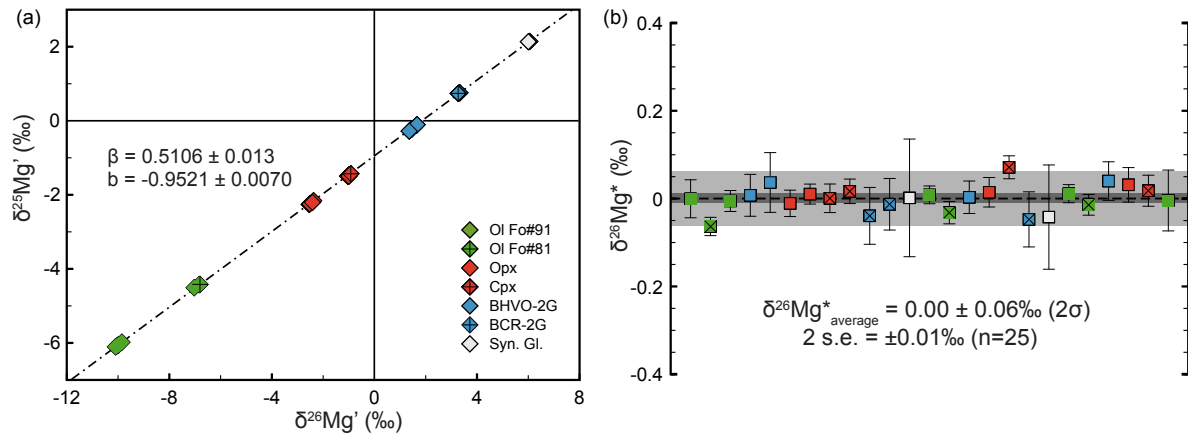 (a)
2
0
-2
-4
-6
-12
-8
-4
0
4
8
δ²⁵Mg' (‰)
δ²⁶Mg' (‰)
β = 0.5106 ± 0.013
b = -0.9521 ± 0.0070
Ol Fo#91
Ol Fo#81
Opx
Cpx
BHVO-2G
BCR-2G
Syn. Gl.
(b)
0.4
0.2
0
-0.2
-0.4
δ²⁶Mg* (‰)
δ²⁶Mg*average = 0.00 ± 0.06‰ (2σ)
2 s.e. = ±0.01‰ (n=25)